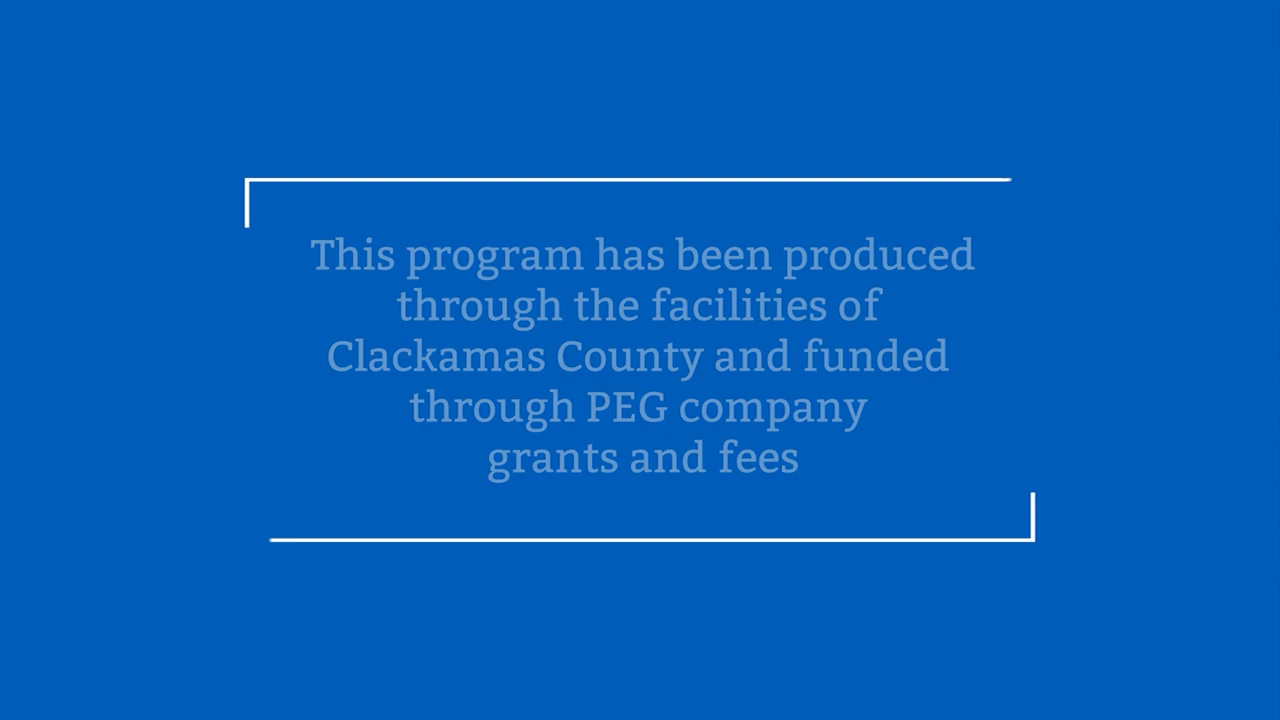 This program has been produced
through the facilities of
Clackamas County and funded
through PEG company
grants and fees